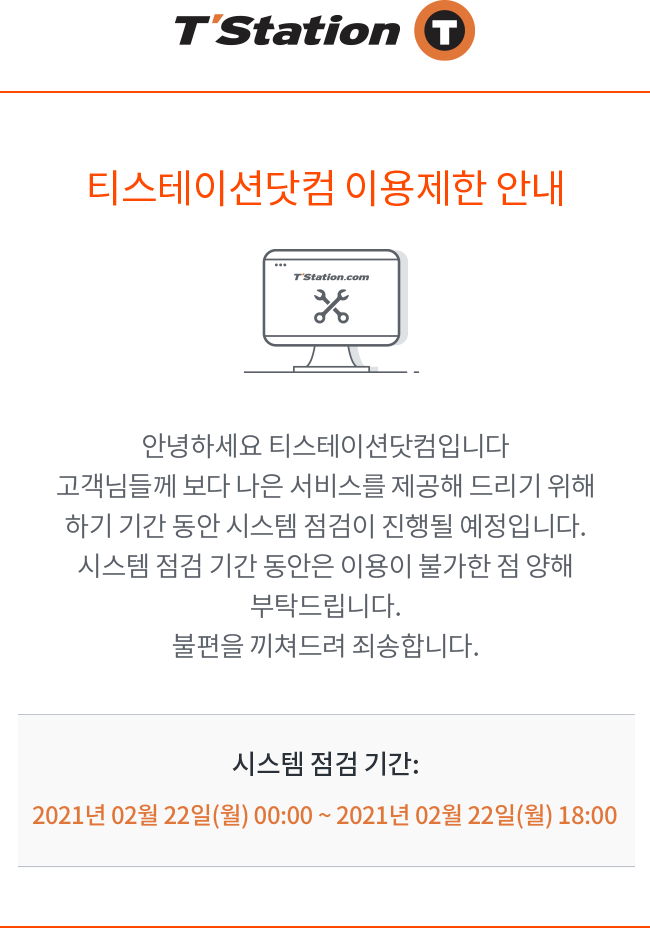 T'Station T
티스테이션닷컴 이용제한 안내
T'Station.com
안녕하세요 티스테이션닷컴입니다
고객님들께 보다 나은 서비스를 제공해 드리기 위해
하기 기간 동안 시스템 점검이 진행될 예정입니다.
시스템 점검 기간 동안은 이용이 불가한 점 양해
부탁드립니다.
불편을 끼쳐드려 죄송합니다.
시스템 점검 기간:
2021년 02월 22일(월) 00:00 ~ 2021년 02월 22일(월) 18:00